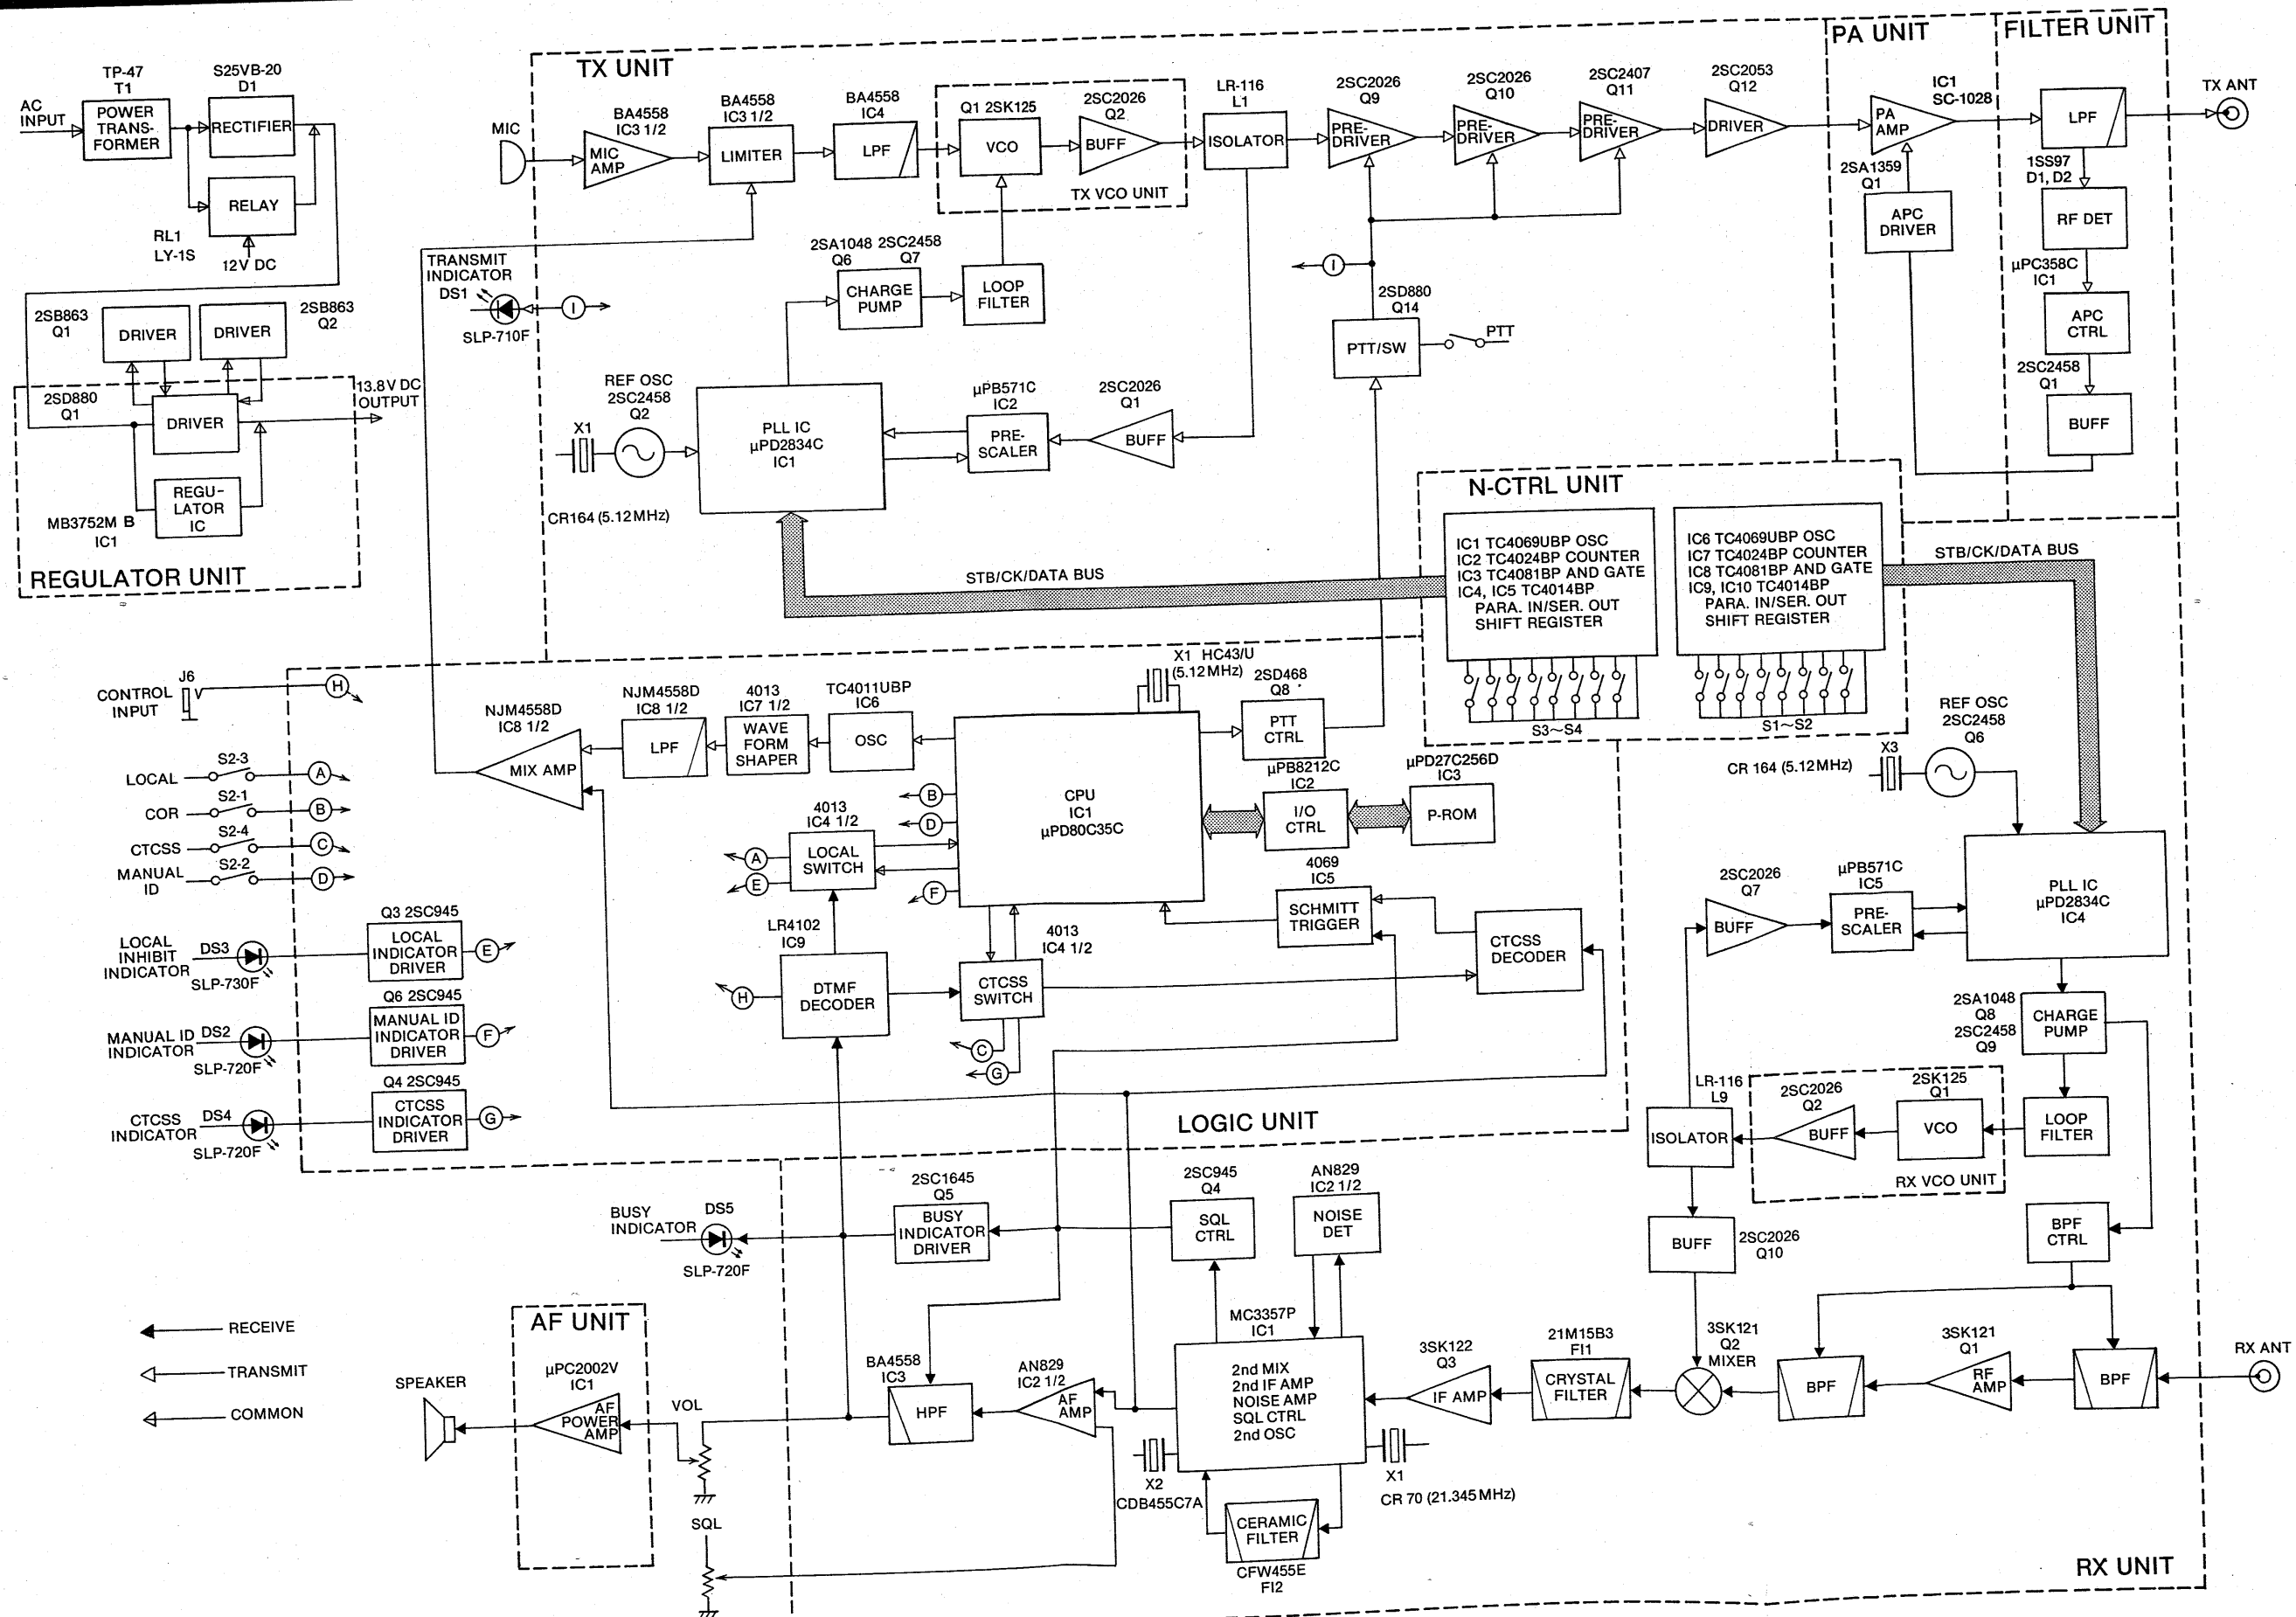 TX UNIT
PA UNIT
FILTER UNIT
AC
INPUT
TP-47
T1
POWER
TRANS-
FORMER
S25VB-20
D1
RECTIFIER
RELAY
RL1
LY-1S
12V DC
2SB863
Q1
DRIVER
DRIVER
2SB863
Q2
2SD880
Q1
DRIVER
13.8V DC
OUTPUT
REGU-
LATOR
IC
MB3752M B
IC1
REGULATOR UNIT
MIC
BA4558
IC3 1/2
MIC
AMP
BA4558
IC3 1/2
LIMITER
BA4558
IC4
LPF
Q1 2SK125
VCO
2SC2026
Q2
BUFF
TX VCO UNIT
LR-116
L1
ISOLATOR
2SC2026
Q9
PRE-
DRIVER
2SC2026
Q10
PRE-
DRIVER
2SC2407
Q11
PRE-
DRIVER
2SC2053
Q12
DRIVER
IC1
SC-1028
PA
AMP
2SA1359
Q1
APC
DRIVER
LPF
TX ANT
1SS97
D1, D2
RF DET
µPC358C
IC1
APC
CTRL
2SC2458
Q1
BUFF
TRANSMIT
INDICATOR
DS1
SLP-710F
I
2SA1048 2SC2458
Q6 Q7
CHARGE
PUMP
LOOP
FILTER
I
2SD880
Q14
PTT/SW
PTT
REF OSC
2SC2458
Q2
X1
CR164 (5.12MHz)
PLL IC
µPD2834C
IC1
µPB571C
IC2
PRE-
SCALER
2SC2026
Q1
BUFF
N-CTRL UNIT
IC1 TC4069UBP OSC
IC2 TC4024BP COUNTER
IC3 TC4081BP AND GATE
IC4, IC5 TC4014BP
PARA. IN/SER. OUT
SHIFT REGISTER
S3~S4
IC6 TC4069UBP OSC
IC7 TC4024BP COUNTER
IC8 TC4081BP AND GATE
IC9, IC10 TC4014BP
PARA. IN/SER. OUT
SHIFT REGISTER
S1~S2
STB/CK/DATA BUS
STB/CK/DATA BUS
CONTROL
INPUT
J6
H
LOCAL
S2-3
A
COR
S2-1
B
CTCSS
S2-4
C
MANUAL
ID
S2-2
D
LOCAL
INHIBIT
INDICATOR
DS3
SLP-730F
Q3 2SC945
LOCAL
INDICATOR
DRIVER
E
MANUAL ID
INDICATOR
DS2
SLP-720F
Q6 2SC945
MANUAL ID
INDICATOR
DRIVER
F
CTCSS
INDICATOR
DS4
SLP-720F
Q4 2SC945
CTCSS
INDICATOR
DRIVER
G
NJM4558D
IC8 1/2
MIX AMP
NJM4558D
IC8 1/2
LPF
4013
IC7 1/2
WAVE
FORM
SHAPER
TC4011UBP
IC6
OSC
X1 HC43/U
(5.12MHz)
CPU
IC1
µPD80C35C
B
D
F
2SD468
Q8
PTT
CTRL
µPB8212C
IC2
I/O
CTRL
µPD27C256D
IC3
P-ROM
4013
IC4 1/2
LOCAL
SWITCH
A
E
LR4102
IC9
DTMF
DECODER
H
4013
IC4 1/2
CTCSS
SWITCH
C
G
4069
IC5
SCHMITT
TRIGGER
CTCSS
DECODER
LOGIC UNIT
REF OSC
2SC2458
Q6
X3
CR 164 (5.12MHz)
2SC2026
Q7
BUFF
µPB571C
IC5
PRE-
SCALER
PLL IC
µPD2834C
IC4
2SA1048
Q8
2SC2458
Q9
CHARGE
PUMP
LR-116
L9
ISOLATOR
2SC2026
Q2
BUFF
2SK125
Q1
VCO
RX VCO UNIT
LOOP
FILTER
BUFF
2SC2026
Q10
BPF
CTRL
BUSY
INDICATOR
DS5
SLP-720F
2SC1645
Q5
BUSY
INDICATOR
DRIVER
2SC945
Q4
SQL
CTRL
AN829
IC2 1/2
NOISE
DET
RECEIVE
TRANSMIT
COMMON
AF UNIT
SPEAKER
µPC2002V
IC1
AF
POWER
AMP
VOL
SQL
BA4558
IC3
HPF
AN829
IC2 1/2
AF
AMP
MC3357P
IC1
2nd MIX
2nd IF AMP
NOISE AMP
SQL CTRL
2nd OSC
X2
CDB455C7A
CERAMIC
FILTER
CFW455E
FI2
X1
CR 70 (21.345MHz)
3SK122
Q3
IF AMP
21M15B3
FI1
CRYSTAL
FILTER
3SK121
Q2
MIXER
BPF
3SK121
Q1
RF
AMP
BPF
RX ANT
RX UNIT